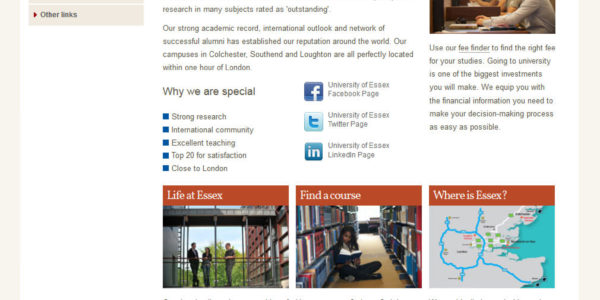 Other links
research in many subjects rated as 'outstanding'.
Our strong academic record, international outlook and network of
successful alumni has established our reputation around the world. Our
campuses in Colchester, Southend and Loughton are all perfectly located
within one hour of London.
Why we are special
Strong research
International community
Excellent teaching
Top 20 for satisfaction
Close to London
University of Essex
Facebook Page
University of Essex
Twitter Page
University of Essex
LinkedIn Page
Use our fee finder to find the right fee
for your studies. Going to university
is one of the biggest investments
you will make. We equip you with
the financial information you need to
make your decision-making process
as easy as possible.
Life at Essex
Find a course
Where is Essex?
London